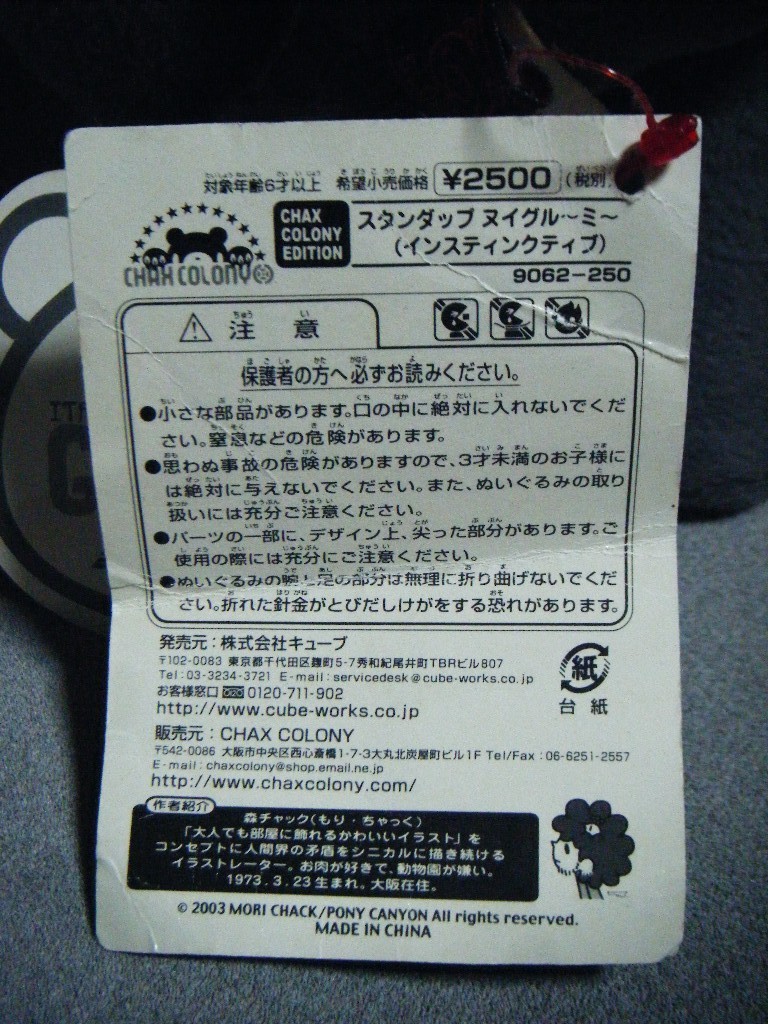 対象年齢6才以上 希望小売価格 ¥2500 (税別)
CHAX COLONY
CHAX COLONY EDITION
スタンダップ ヌイグル〜ミ〜
(インスティンクティブ)
9062-250
注意
保護者の方へ必ずお読みください。
●小さな部品があります。口の中に絶対に入れないでくだ
さい。窒息などの危険があります。
●思わぬ事故の危険がありますので、3才未満のお子様に
は絶対に与えないでください。また、ぬいぐるみの取り
扱いには充分ご注意ください。
●パーツの一部に、デザイン上、尖った部分があります。ご
使用の際には充分にご注意ください。
●ぬいぐるみの腕と足の部分は無理に折り曲げないでくだ
さい。折れた針金がとびだしけがをする恐れがあります。
発売元:株式会社キューブ
〒102-0083 東京都千代田区麹町5-7秀和紀尾井町TBRビル807
Tel:03-3234-3721 E-mail:servicedesk@cube-works.co.jp
お客様窓口 0120-711-902
http://www.cube-works.co.jp
紙
台紙
販売元:CHAX COLONY
〒542-0086 大阪市中央区西心斎橋1-7-3大丸北炭屋町ビル1F Tel/Fax:06-6251-2557
E-mail:chaxcolony@shop.email.ne.jp
http://www.chaxcolony.com/
作者紹介
森チャック(もり・ちゃっく)
「大人でも部屋に飾れるかわいいイラスト」を
コンセプトに人間界の矛盾をシニカルに描き続ける
イラストレーター。お肉が好きで、動物園が嫌い。
1973.3.23生まれ。大阪在住。
© 2003 MORI CHACK/PONY CANYON All rights reserved.
MADE IN CHINA